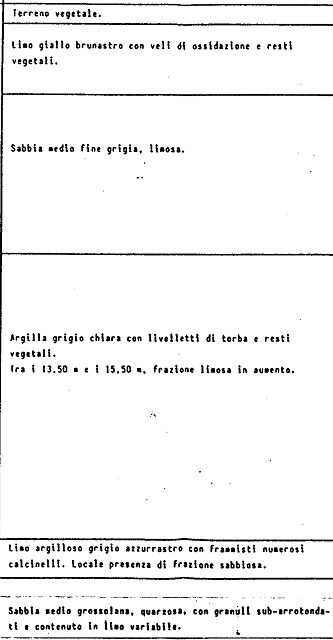 Terreno vegetale.
Limo giallo brunastro con veli di ossidazione e resti
vegetali.
Sabbia medio fine grigia, limosa.
Argilla grigio chiara con livelletti di torba e resti
vegetali.
Tra i 13,50 m e i 15,50 m, frazione limosa in aumento.
Limo argilloso grigio azzurrastro con frammisti numerosi
calcinelli. Locale presenza di frazione sabbiosa.
Sabbia medio grossolana, quarzosa, con granuli sub-arrotonda-
ti e contenuto in limo variabile.